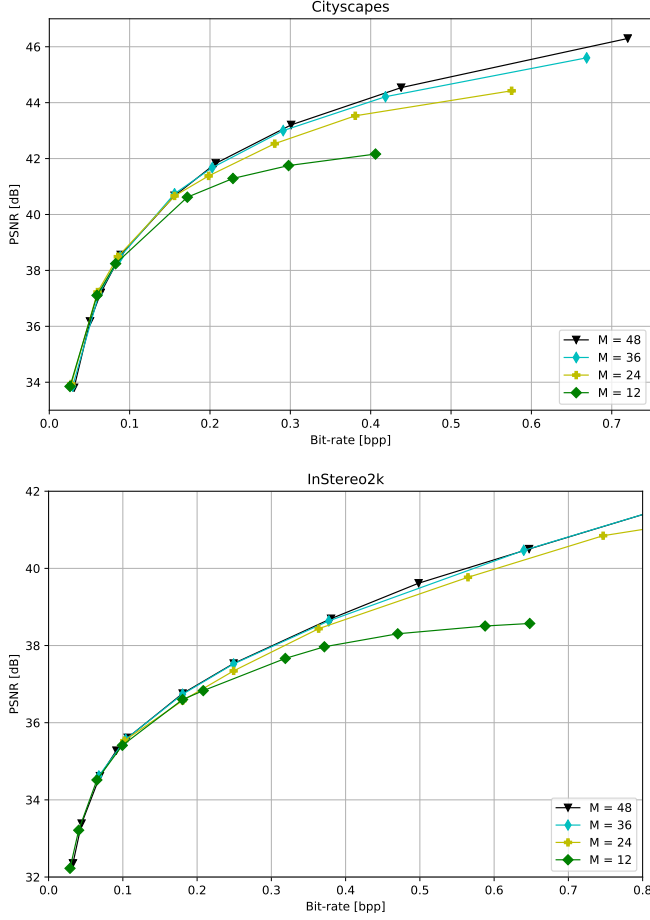 Cityscapes
46
44
42
40
38
36
34
PSNR [dB]
0.0 0.1 0.2 0.3 0.4 0.5 0.6 0.7
Bit-rate [bpp]
M = 48
M = 36
M = 24
M = 12
InStereo2k
42
40
38
36
34
32
PSNR [dB]
0.0 0.1 0.2 0.3 0.4 0.5 0.6 0.7 0.8
Bit-rate [bpp]
M = 48
M = 36
M = 24
M = 12